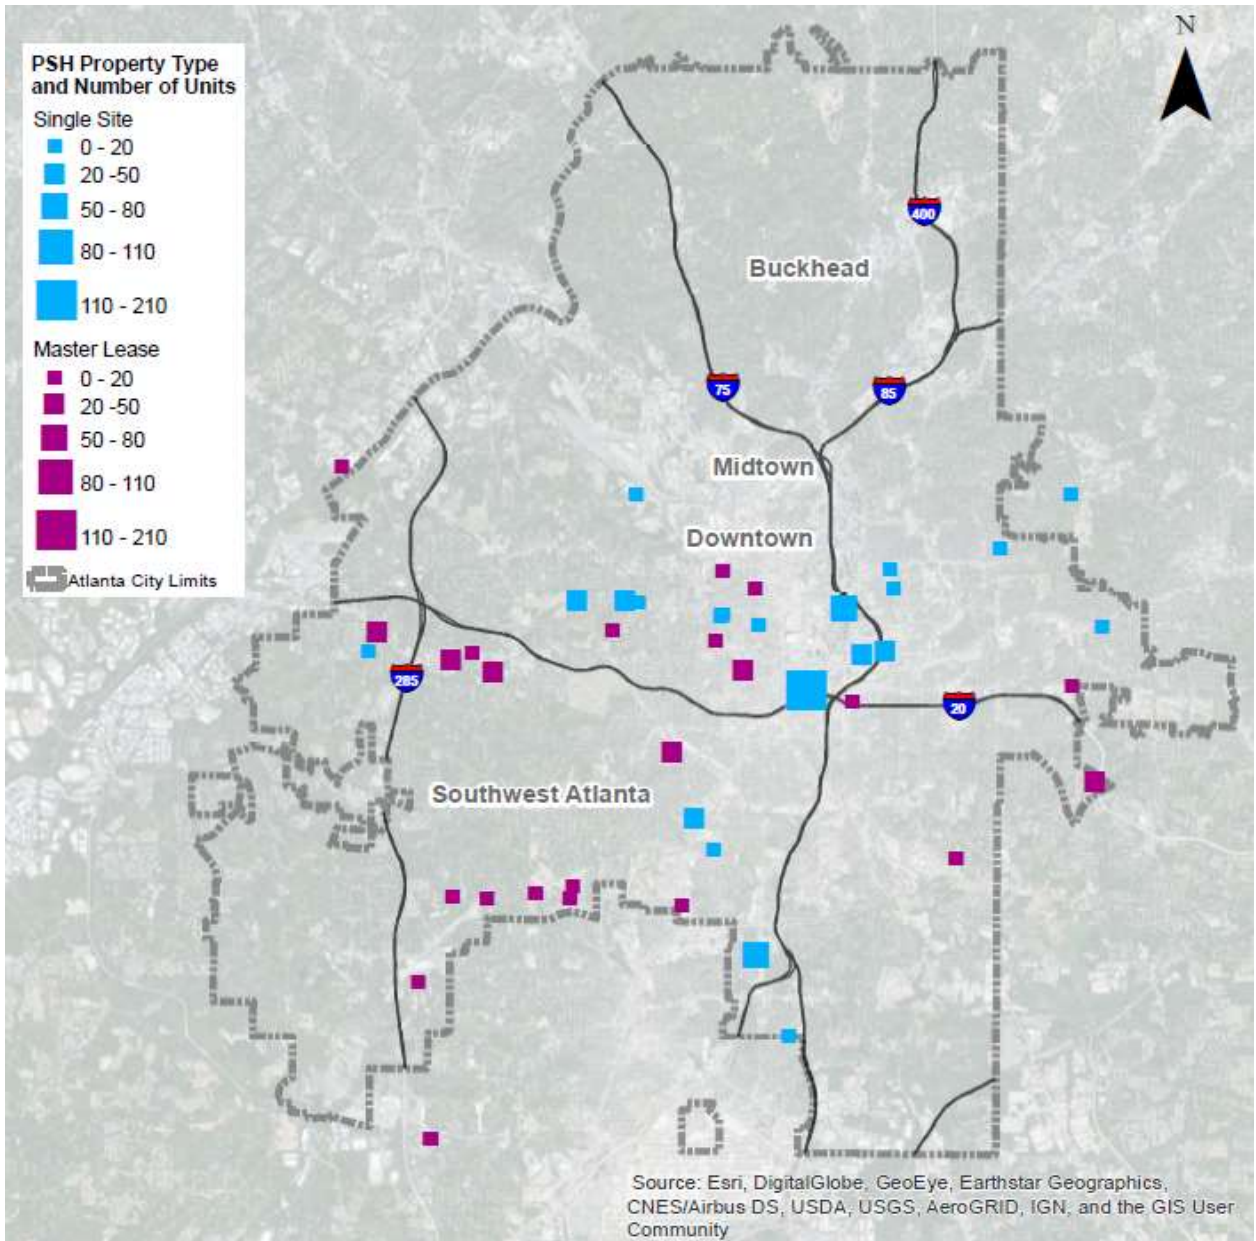 N
PSH Property Type
and Number of Units
Single Site
0 - 20
20 -50
50 - 80
80 - 110
110 - 210
Master Lease
0 - 20
20 -50
50 - 80
80 - 110
110 - 210
Atlanta City Limits
400
Buckhead
75
85
Midtown
Downtown
285
20
Southwest Atlanta
Source: Esri, DigitalGlobe, GeoEye, Earthstar Geographics,
CNES/Airbus DS, USDA, USGS, AeroGRID, IGN, and the GIS User
Community